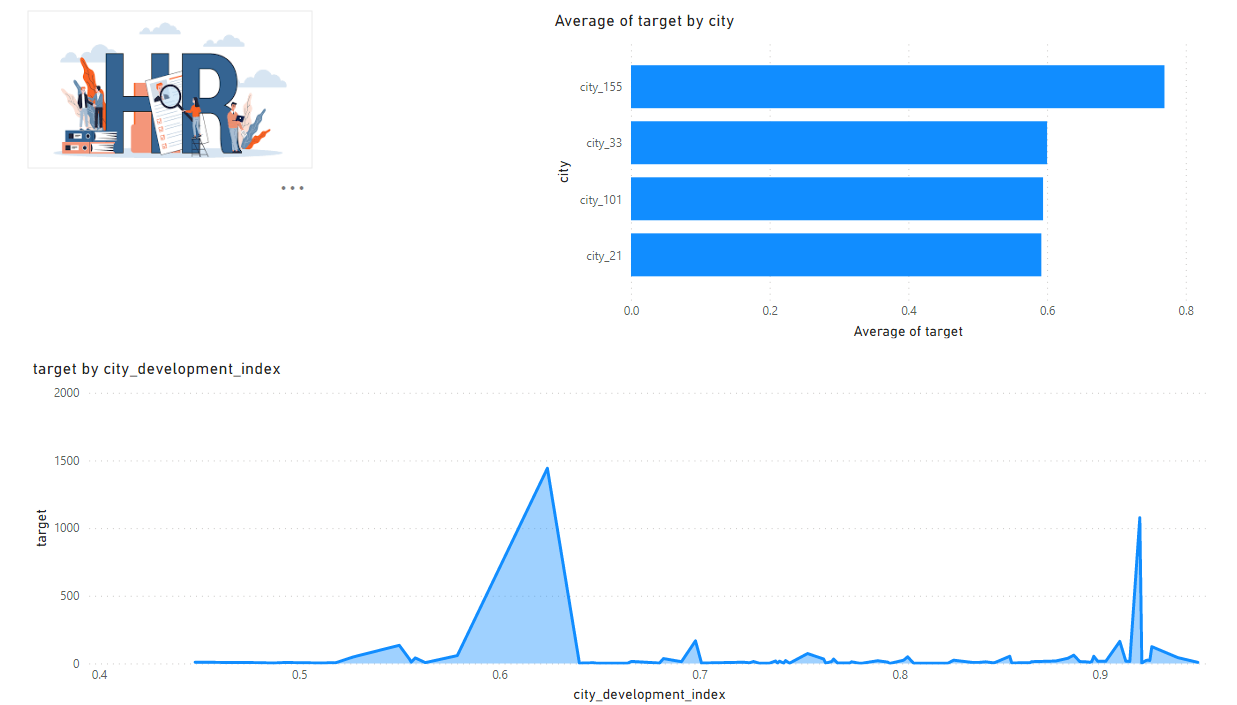 HR
Average of target by city
city
city_155
city_33
city_101
city_21
0.0 0.2 0.4 0.6 0.8
Average of target
target by city_development_index
target
2000
1500
1000
500
0
0.4 0.5 0.6 0.7 0.8 0.9
city_development_index